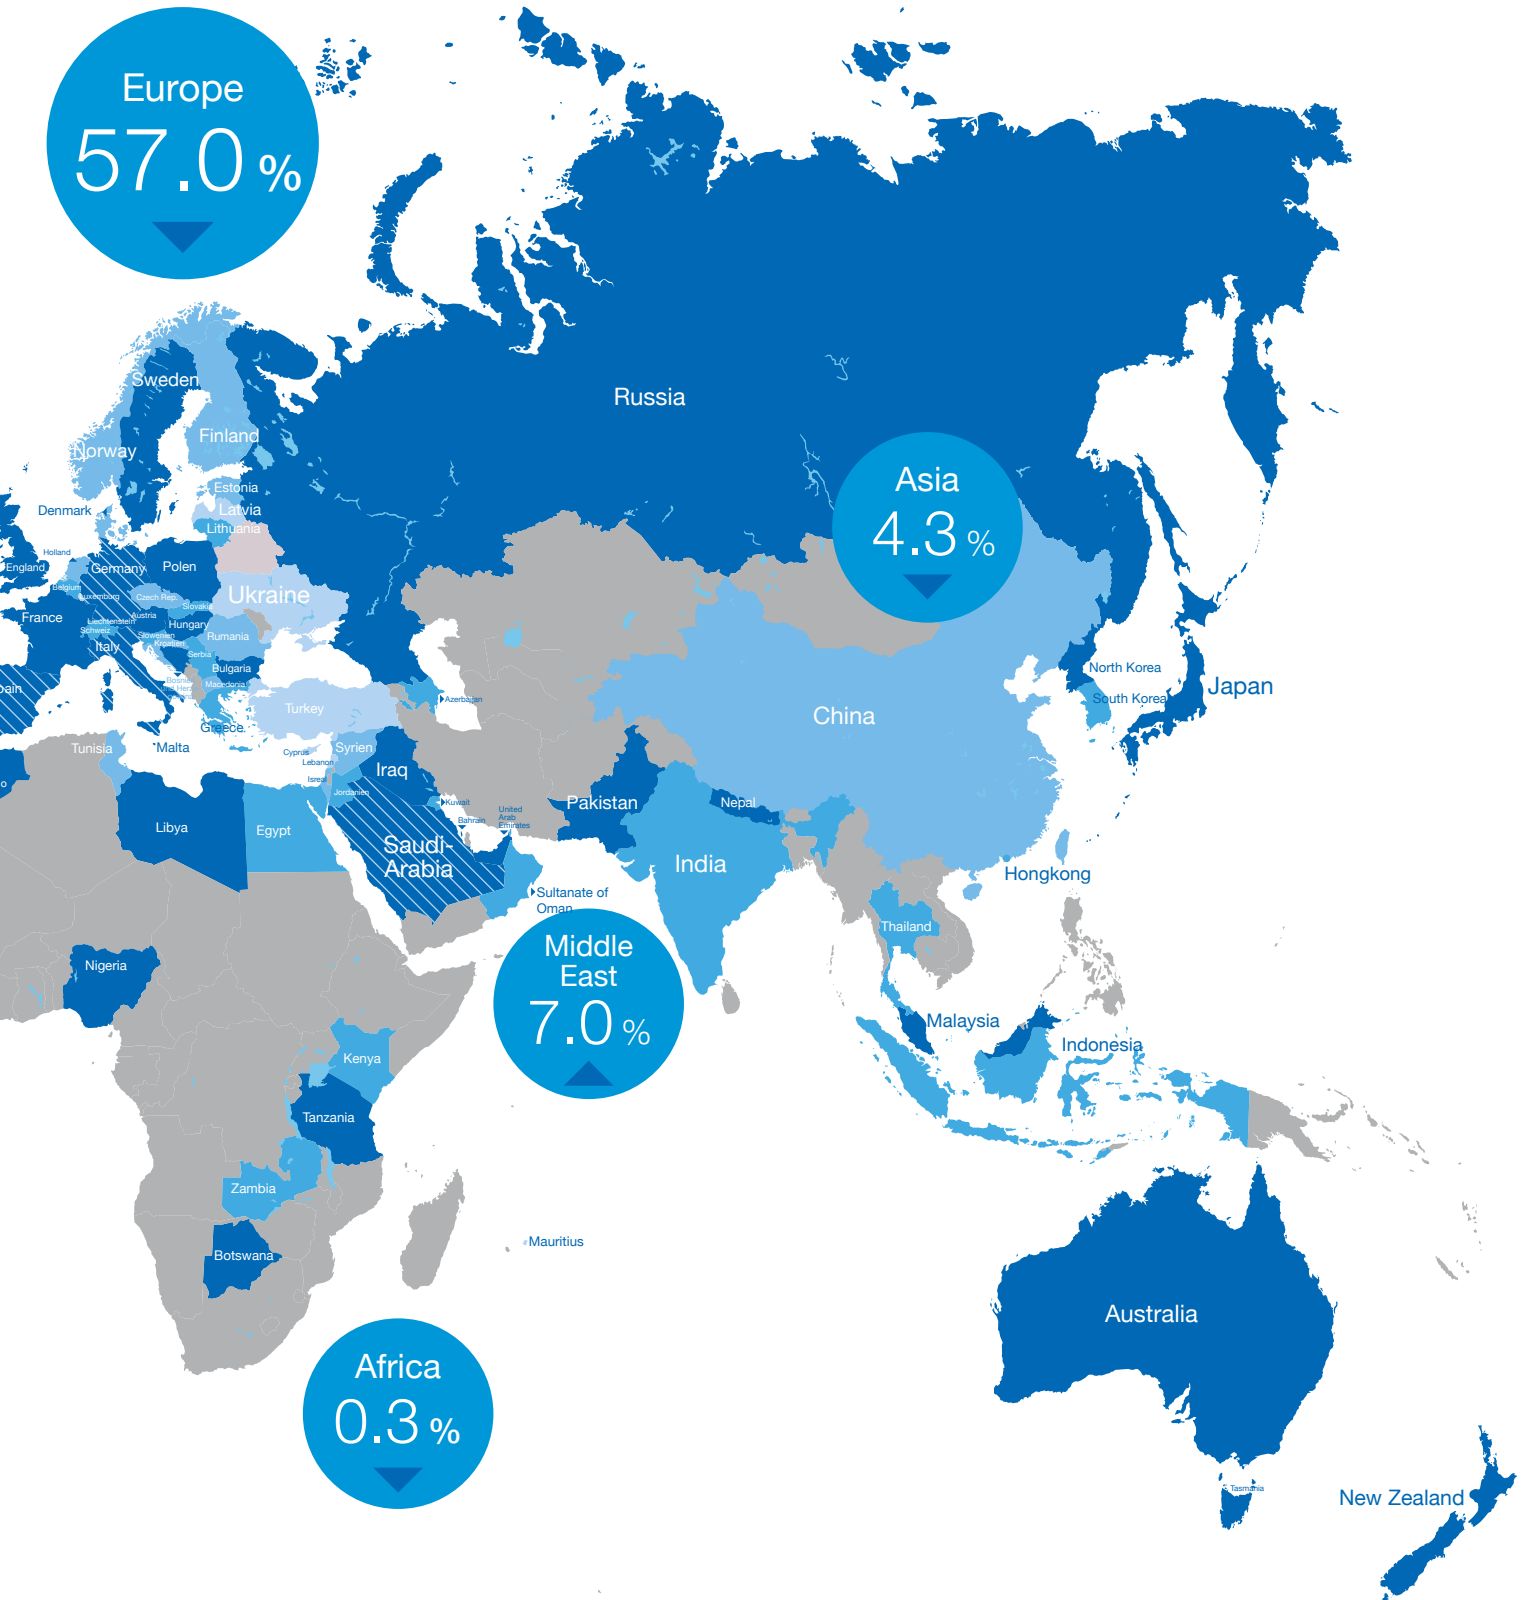 Europe
57.0 %
Russia
Sweden
Finland
Norway
Asia
4.3 %
Estonia
Denmark
Latvia
Lithuania
Holland
England
Germany
Polen
Belgium
Luxemburg
Czech Rep.
Ukraine
Slovakia
France
Austria
Liechtenstein
Hungary
Schweiz
Slowenien
Rumania
Kroatien
Italy
Serbia
Bulgaria
North Korea
Macedonia
Japan
South Korea
Azerbaijan
Turkey
China
Greece
Tunisia
Malta
Syrien
Cyprus
Lebanon
Iraq
Isreal
Jordanien
Kuwait
Pakistan
Nepal
United
Arab
Emirates
Bahrain
Libya
Egypt
Saudi-
Arabia
India
Hongkong
Sultanate of
Oman
Thailand
Middle
East
7.0 %
Nigeria
Malaysia
Indonesia
Kenya
Tanzania
Zambia
Mauritius
Botswana
Australia
Africa
0.3 %
Tasmania
New Zealand